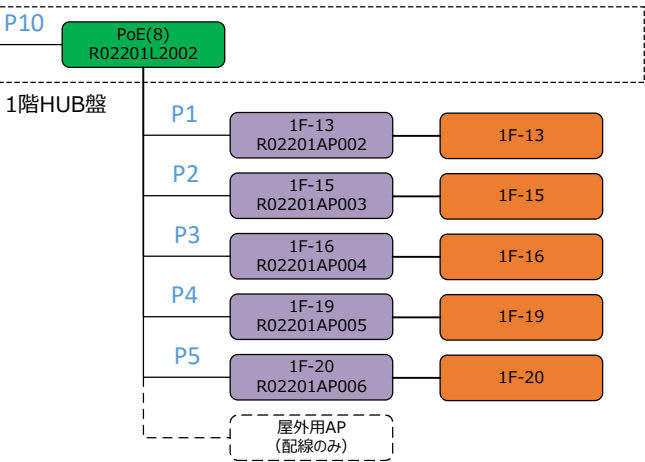 P10
PoE(8)
R02201L2002
1階HUB盤
P1
1F-13
R02201AP002
1F-13
P2
1F-15
R02201AP003
1F-15
P3
1F-16
R02201AP004
1F-16
P4
1F-19
R02201AP005
1F-19
P5
1F-20
R02201AP006
1F-20
屋外用AP
（配線のみ）